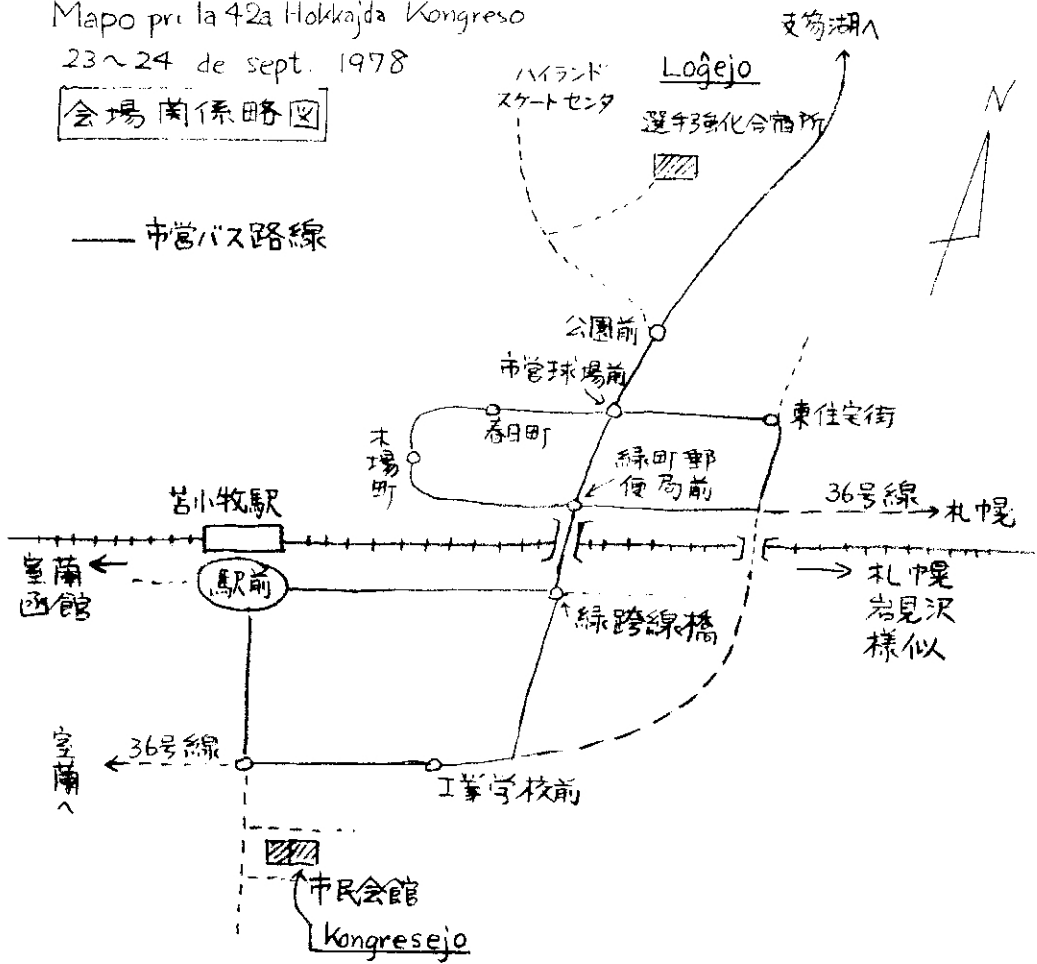 Mapo pri la 42a Hokkajda Kongreso
23~24 de sept. 1978
会場関係略図
市営バス路線
ハイランド
スケートセンタ
Loĝejo
選手強化合宿所
支笏湖へ
N
公園前
市営球場前
春日町
木場町
東住宅街
緑町郵
便局前
36号線
札幌
苫小牧駅
駅前
室蘭
函館
緑跨線橋
札幌
岩見沢
様似
室蘭へ
36号線
工業学校前
市民会館
Kongresejo